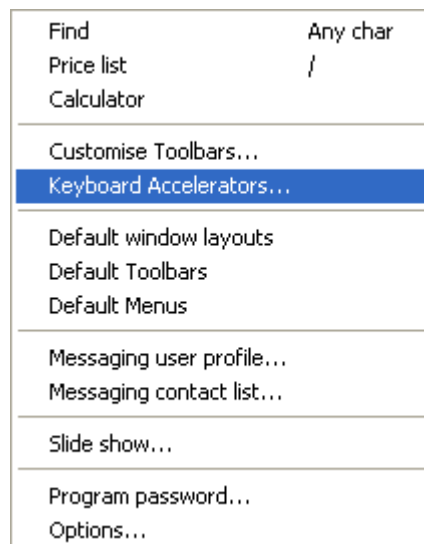 Find Any char
Price list /
Calculator
Customise Toolbars...
Keyboard Accelerators...
Default window layouts
Default Toolbars
Default Menus
Messaging user profile...
Messaging contact list...
Slide show...
Program password...
Options...